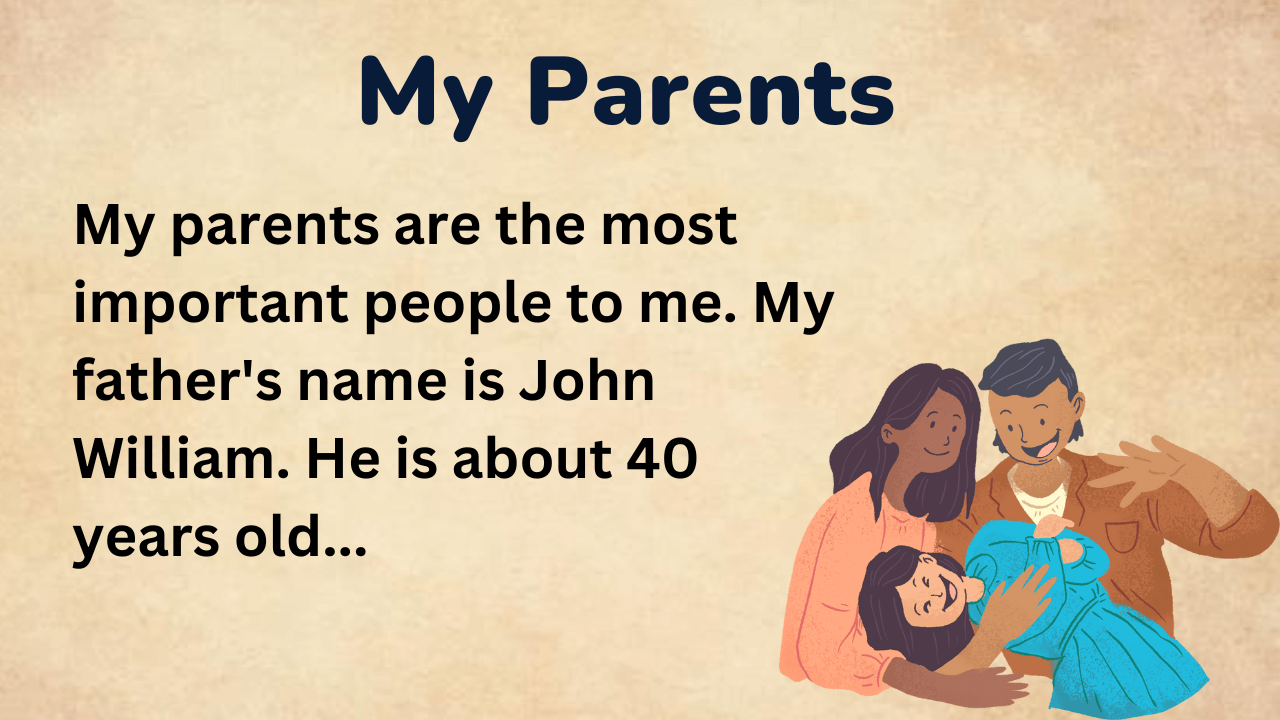 My Parents
My parents are the most
important people to me. My
father's name is John
William. He is about 40
years old...